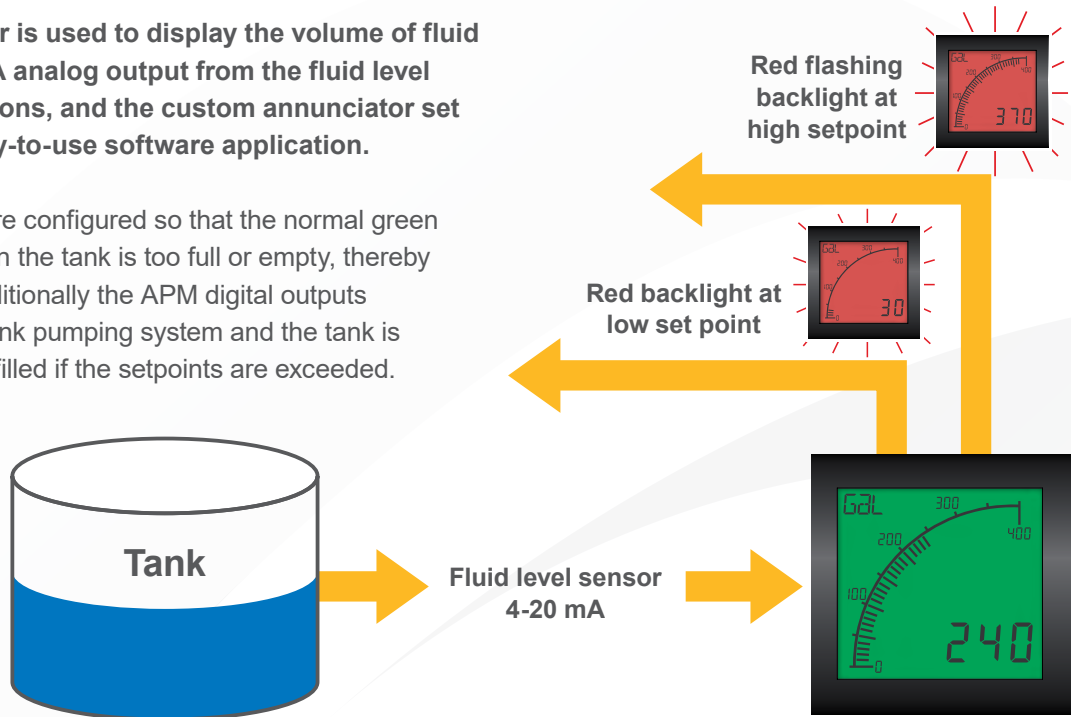 r is used to display the volume of fluid
A analog output from the fluid level
ons, and the custom annunciator set
y-to-use software application.
re configured so that the normal green
n the tank is too full or empty, thereby
ditionally the APM digital outputs
nk pumping system and the tank is
filled if the setpoints are exceeded.
Red flashing
backlight at
high setpoint
GAL
100
200
300
400
0
370
Red backlight at
low set point
GAL
100
200
300
400
0
30
Tank
Fluid level sensor
4-20 mA
GAL
100
200
300
400
0
240